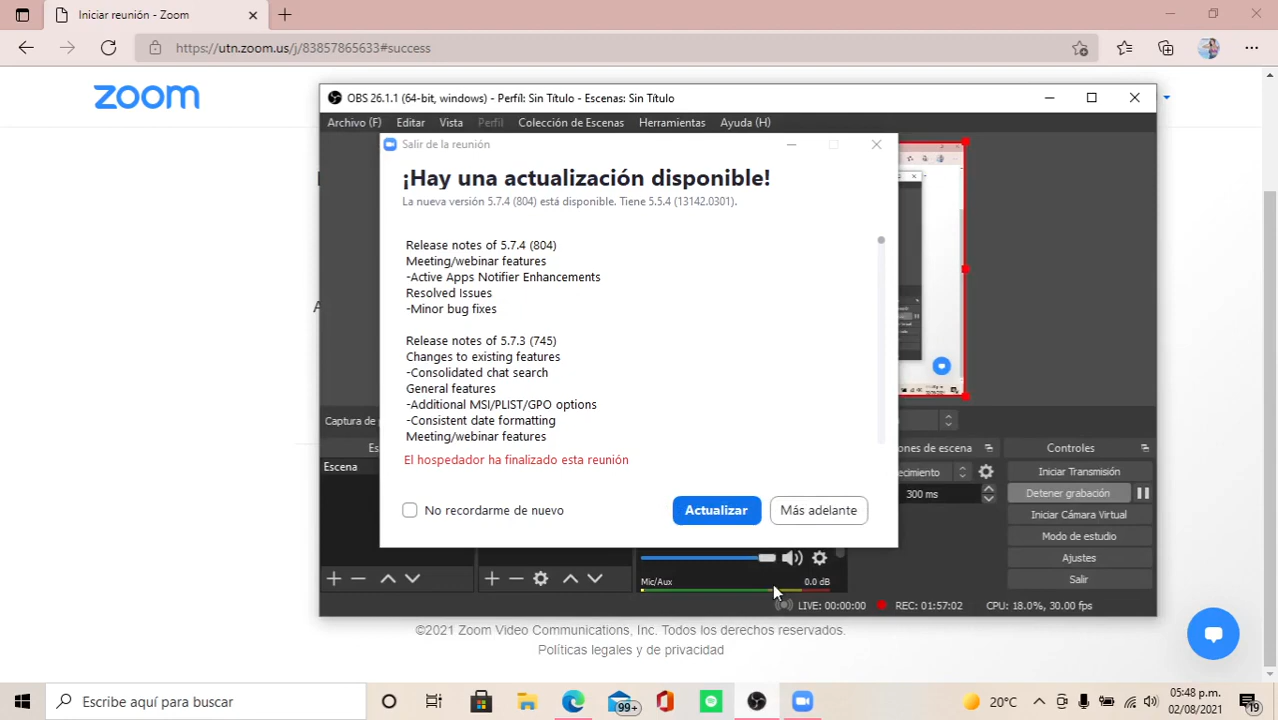 Iniciar reunión - Zoom
https://utn.zoom.us/j/83857865633#success
zoom
OBS 26.1.1 (64-bit, windows) - Perfil: Sin Título - Escenas: Sin Título
Archivo (F) Editar Vista Perfil Colección de Escenas Herramientas Ayuda (H)
Salir de la reunión
¡Hay una actualización disponible!
La nueva versión 5.7.4 (804) está disponible. Tiene 5.5.4 (13142.0301).
Release notes of 5.7.4 (804)
Meeting/webinar features
-Active Apps Notifier Enhancements
Resolved Issues
-Minor bug fixes
Release notes of 5.7.3 (745)
Changes to existing features
-Consolidated chat search
General features
-Additional MSI/PLIST/GPO options
-Consistent date formatting
Meeting/webinar features
El hospedador ha finalizado esta reunión
No recordarme de nuevo
Actualizar
Más adelante
Captura de
Es
Escena
ones de escena
ecimiento
300 ms
Controles
Iniciar Transmisión
Detener grabación
Iniciar Cámara Virtual
Modo de estudio
Ajustes
Salir
Mic/Aux 0.0 dB
LIVE: 00:00:00 REC: 01:57:02 CPU: 18.0%, 30.00 fps
©2021 Zoom Video Communications, Inc. Todos los derechos reservados.
Políticas legales y de privacidad
Escribe aquí para buscar
99+
20°C
05:48 p.m.
02/08/2021
19